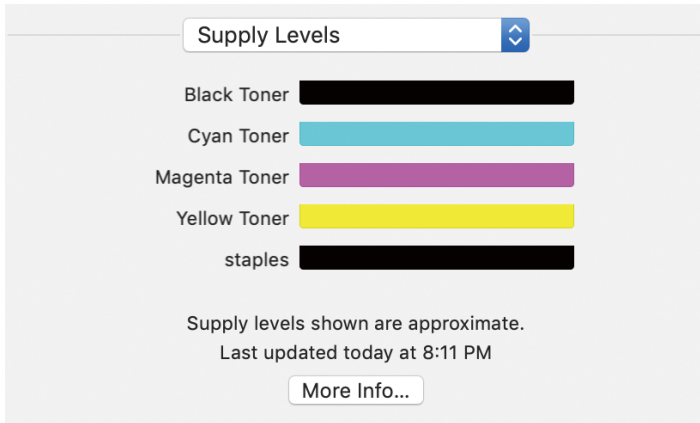 Supply Levels
Black Toner
Cyan Toner
Magenta Toner
Yellow Toner
staples
Supply levels shown are approximate.
Last updated today at 8:11 PM
More Info...